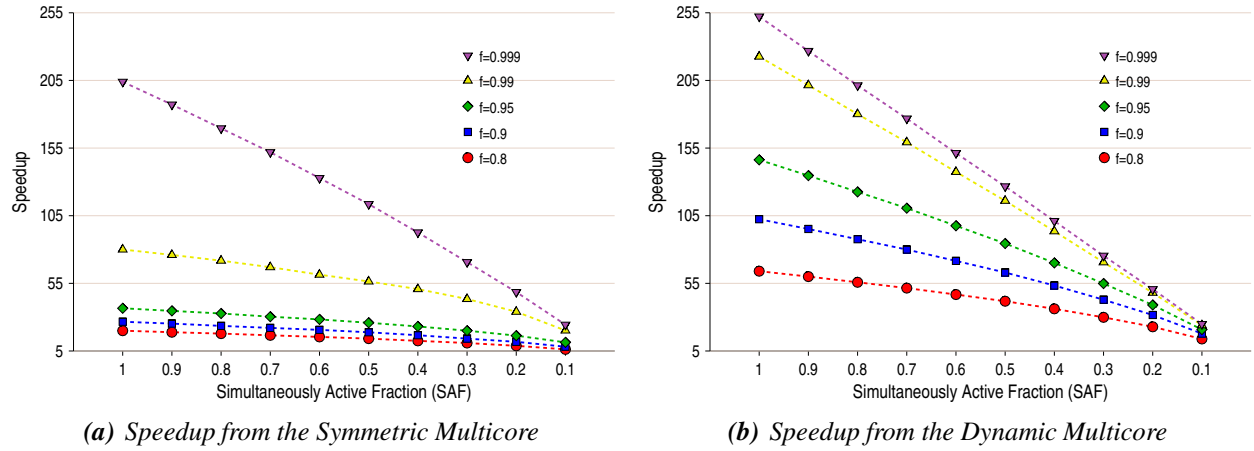 255
205
155
105
55
5
Speedup
f=0.999
f=0.99
f=0.95
f=0.9
f=0.8
1 0.9 0.8 0.7 0.6 0.5 0.4 0.3 0.2 0.1
Simultaneously Active Fraction (SAF)
(a) Speedup from the Symmetric Multicore
255
205
155
105
55
5
Speedup
f=0.999
f=0.99
f=0.95
f=0.9
f=0.8
1 0.9 0.8 0.7 0.6 0.5 0.4 0.3 0.2 0.1
Simultaneously Active Fraction (SAF)
(b) Speedup from the Dynamic Multicore